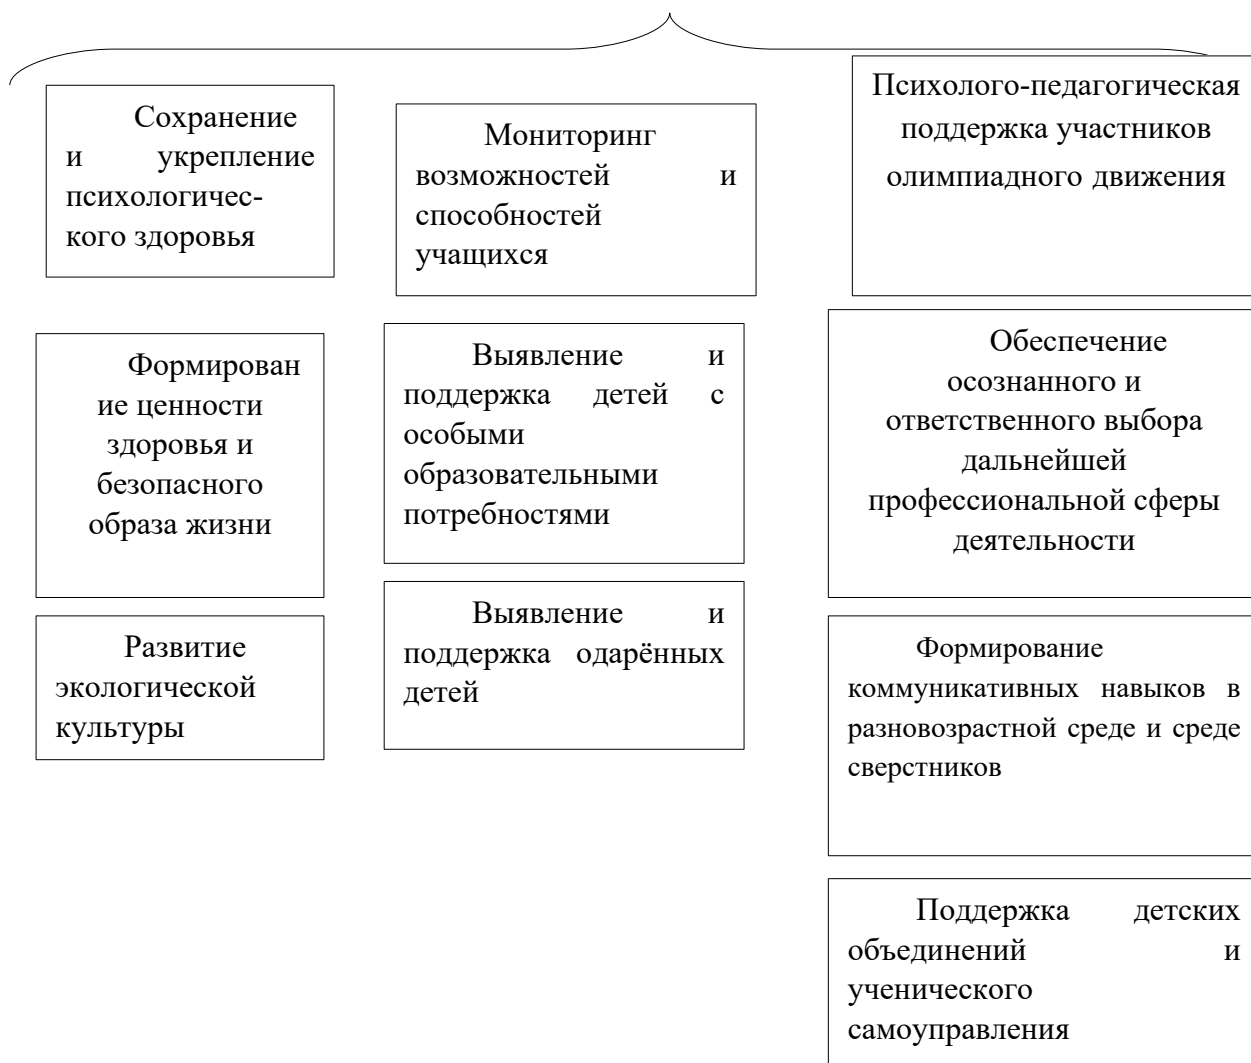 Сохранение
и укрепление
психологичес-
кого здоровья
Формирован
ие ценности
здоровья и
безопасного
образа жизни
Развитие
экологической
культуры
Мониторинг
возможностей и
способностей
учащихся
Выявление и
поддержка детей с
особыми
образовательными
потребностями
Выявление и
поддержка одарённых
детей
Психолого-педагогическая
поддержка участников
олимпиадного движения
Обеспечение
осознанного и
ответственного выбора
дальнейшей
профессиональной сферы
деятельности
Формирование
коммуникативных навыков в
разновозрастной среде и среде
сверстников
Поддержка детских
объединений и
ученического
самоуправления